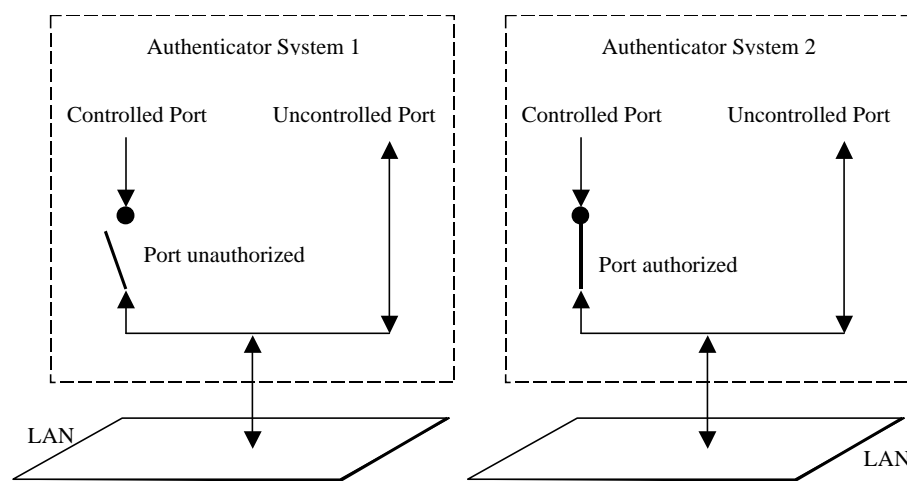 Authenticator System 1
Controlled Port
Uncontrolled Port
Port unauthorized
LAN
Authenticator System 2
Controlled Port
Uncontrolled Port
Port authorized
LAN